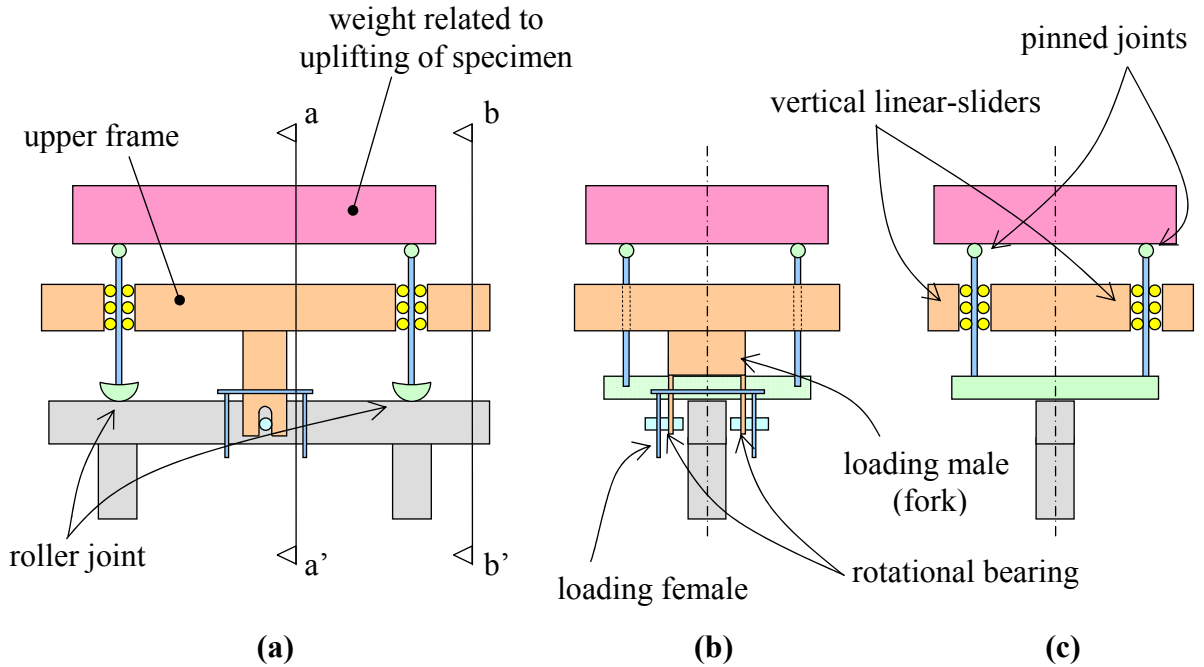 weight related to
uplifting of specimen
pinned joints
a
b
vertical linear-sliders
upper frame
loading male
(fork)
roller joint
a’
b’
loading female
rotational bearing
(a)
(b)
(c)